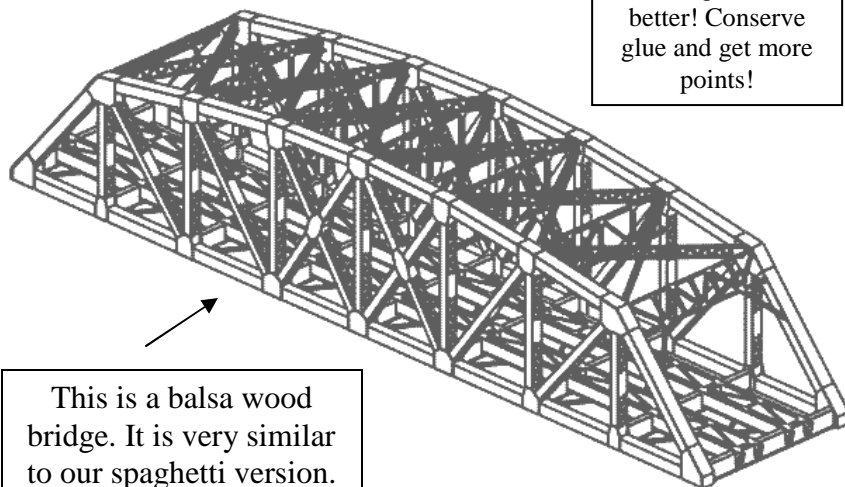 better! Conserve
glue and get more
points!
This is a balsa wood
bridge. It is very similar
to our spaghetti version.